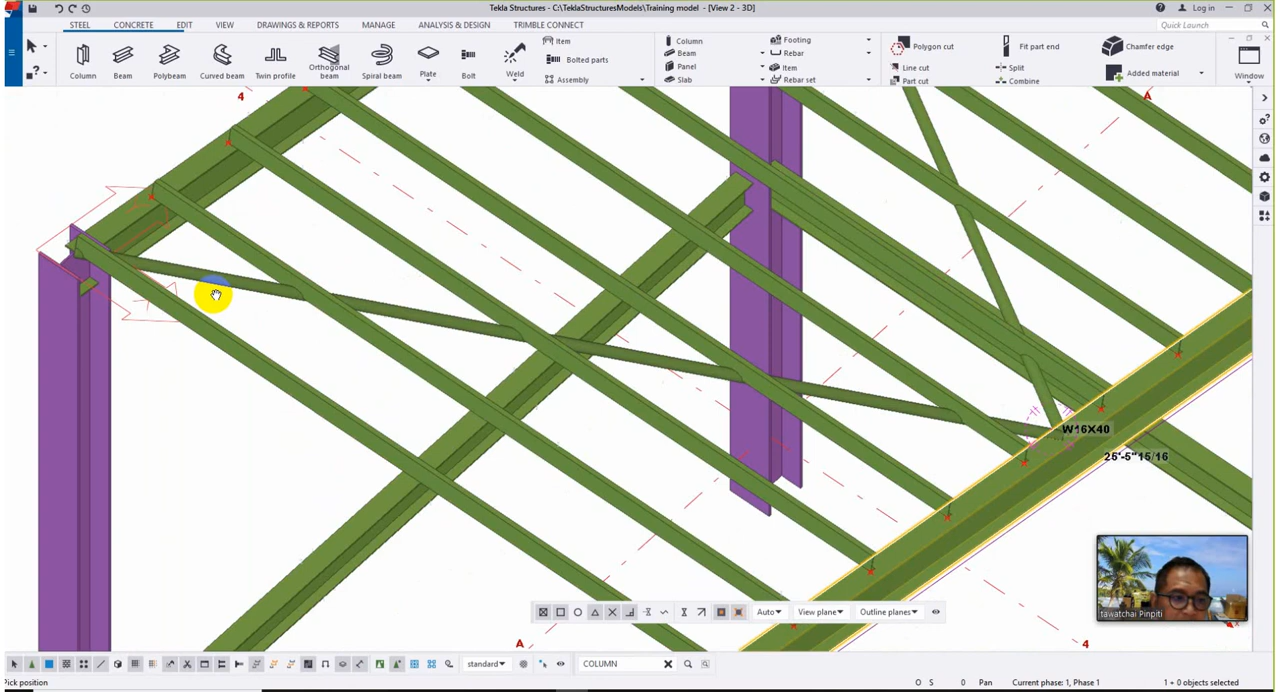 Tekla Structures - C:\TeklaStructuresModels\Training model - [View 2 - 3D]
Log in
STEEL CONCRETE EDIT VIEW DRAWINGS & REPORTS MANAGE ANALYSIS & DESIGN TRIMBLE CONNECT
Quick Launch
Column Beam Polybeam Curved beam Twin profile Orthogonal beam Spiral beam Plate Bolt Weld
Item
Bolted parts
Assembly
Column
Beam
Panel
Slab
Footing
Rebar
Item
Rebar set
Polygon cut
Line cut
Part cut
Fit part end
Split
Combine
Chamfer edge
Added material
Window
4
A
W16X40
25'-5"15/16
A
4
tawatchai Pinpiti
Auto View plane Outline planes
standard COLUMN
Pick position
O S 0 Pan Current phase: 1, Phase 1 1 + 0 objects selected